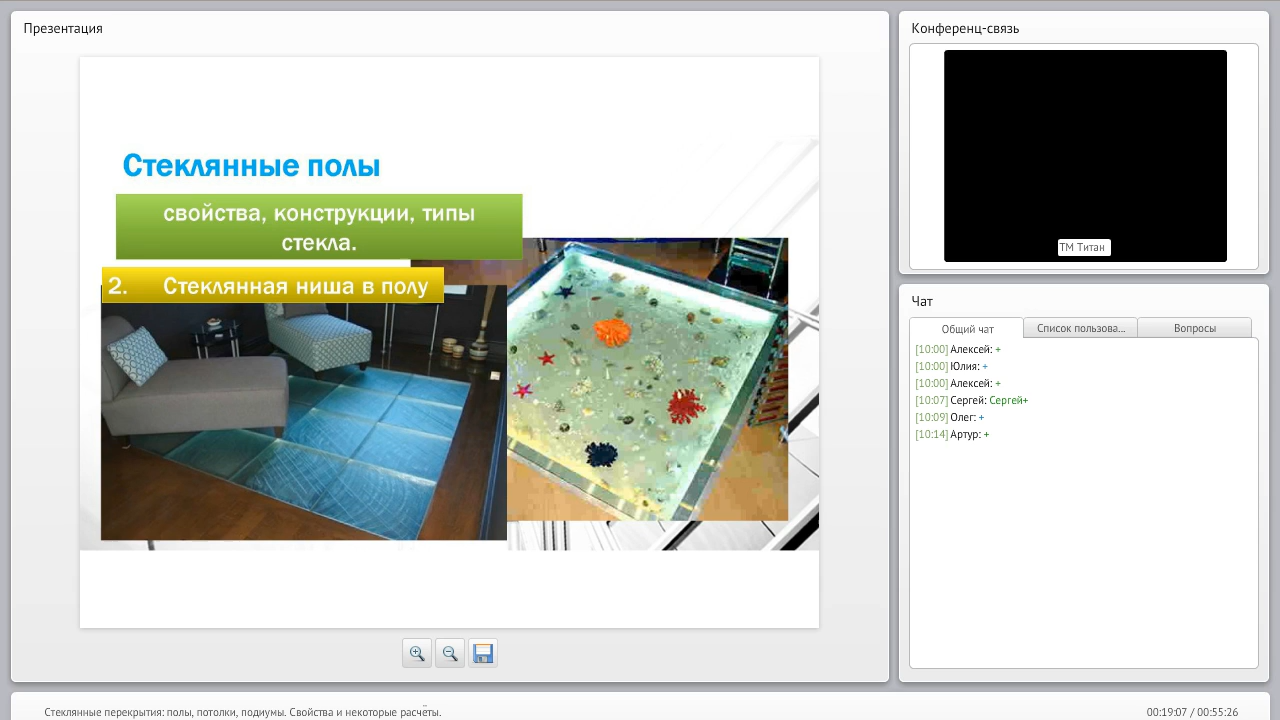 Презентация
Стеклянные полы
свойства, конструкции, типы
стекла.
2. Стеклянная ниша в полу
Конференц-связь
ТМ Титан
Чат
Общий чат
Список пользова...
Вопросы
[10:00] Алексей: +
[10:00] Юлия: +
[10:00] Алексей: +
[10:07] Сергей: Сергей+
[10:09] Олег: +
[10:14] Артур: +
Стеклянные перекрытия: полы, потолки, подиумы. Свойства и некоторые расчёты.
00:19:07 / 00:55:26